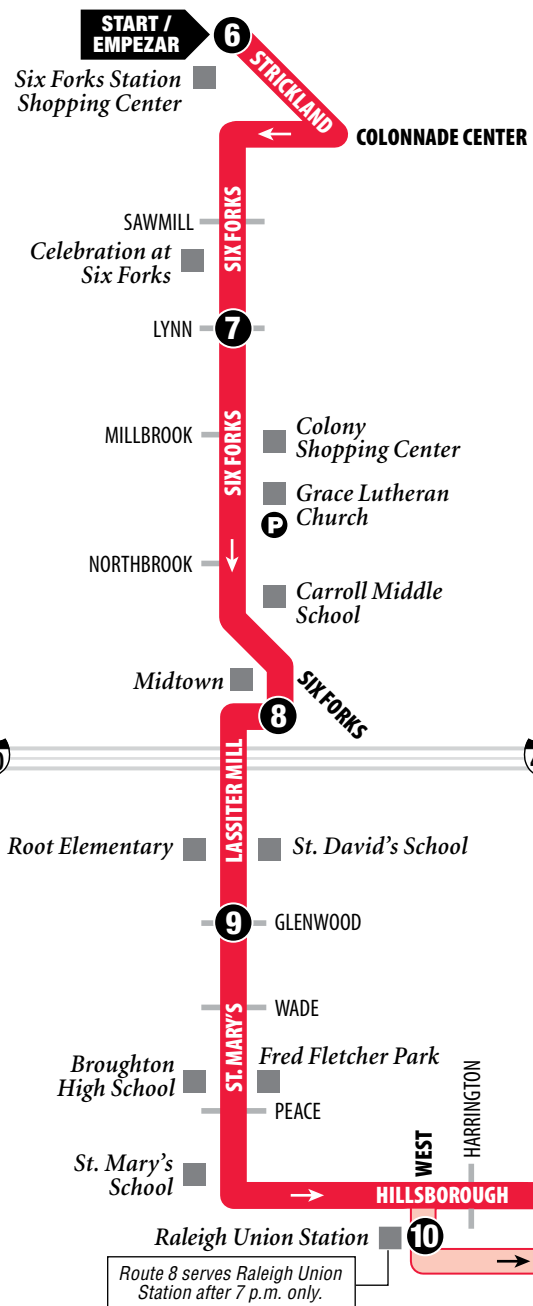 START /
EMPEZAR
6
STRICKLAND
Six Forks Station
Shopping Center
COLONNADE CENTER
SIX FORKS
SAWMILL
Celebration at
Six Forks
LYNN
7
MILLBROOK
SIX FORKS
Colony
Shopping Center
Grace Lutheran
Church
P
NORTHBROOK
Carroll Middle
School
Midtown
SIX FORKS
8
LASSITER MILL
Root Elementary
St. David's School
9
GLENWOOD
WADE
ST. MARY'S
Broughton
High School
Fred Fletcher Park
PEACE
WEST
HARRINGTON
St. Mary's
School
HILLSBOROUGH
Raleigh Union Station
10
Route 8 serves Raleigh Union
Station after 7 p.m. only.